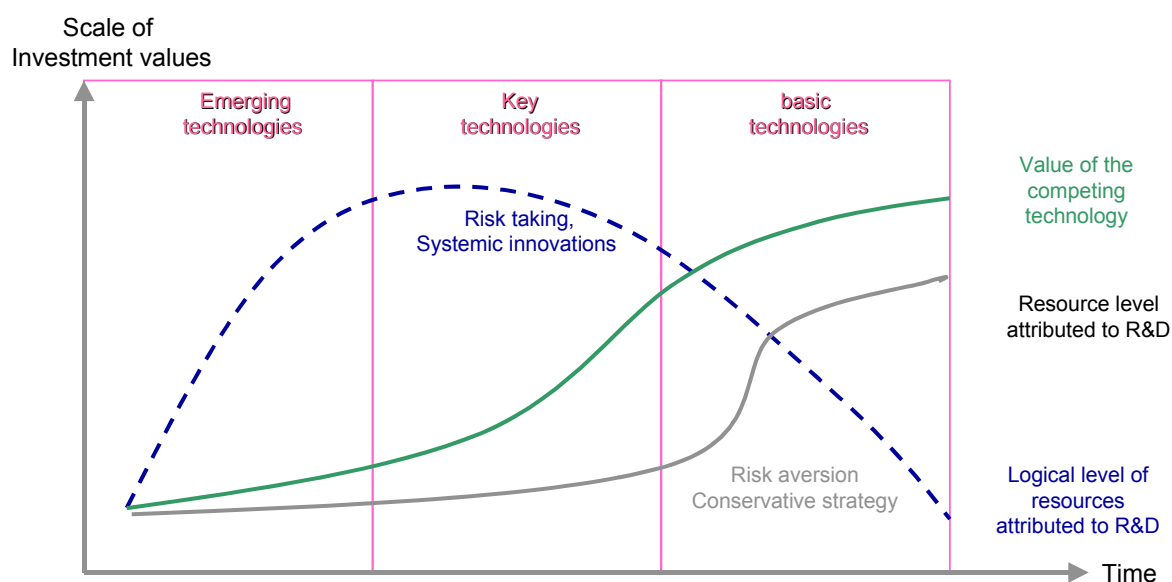 Scale of
Investment values
Emerging
technologies
Key
technologies
basic
technologies
Value of the
competing
technology
Risk taking,
Systemic innovations
Resource level
attributed to R&D
Risk aversion
Conservative strategy
Logical level of
resources
attributed to R&D
Time